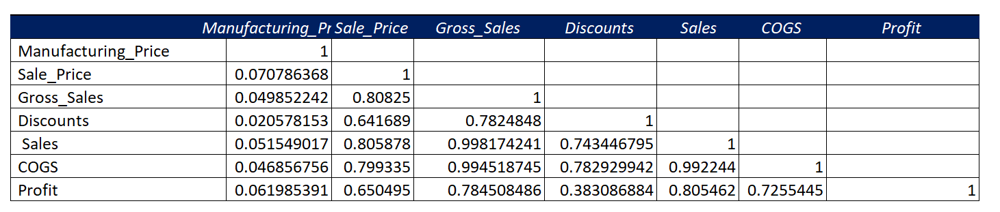 Manufacturing_Pr Sale_Price Gross_Sales Discounts Sales COGS Profit
Manufacturing_Price 1
Sale_Price 0.070786368 1
Gross_Sales 0.049852242 0.80825 1
Discounts 0.020578153 0.641689 0.7824848 1
Sales 0.051549017 0.805878 0.998174241 0.743446795 1
COGS 0.046856756 0.799335 0.994518745 0.782929942 0.992244 1
Profit 0.061985391 0.650495 0.784508486 0.383086884 0.805462 0.7255445 1